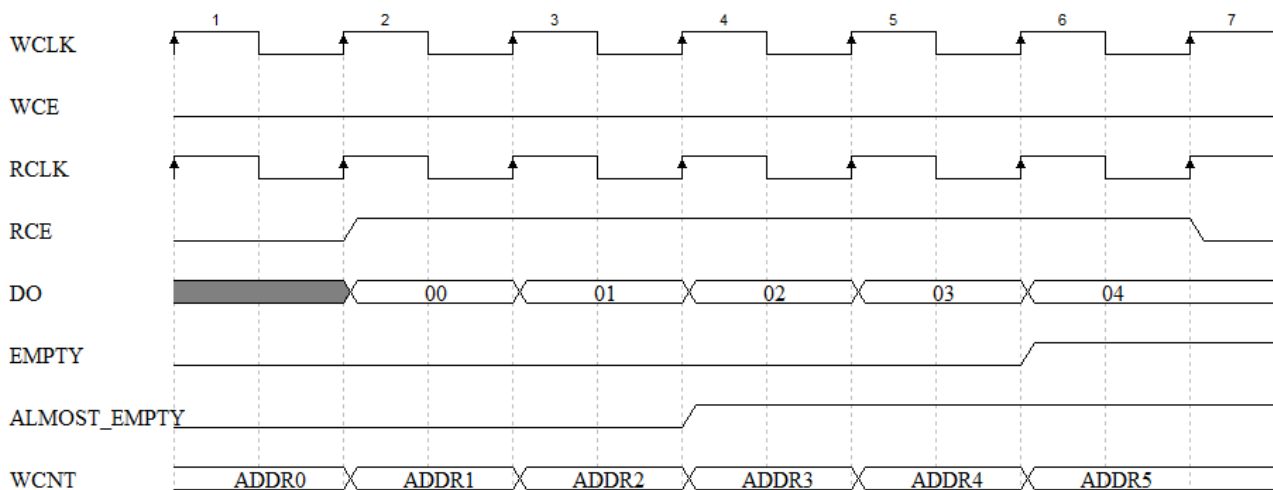 1 2 3 4 5 6 7
WCLK
WCE
RCLK
RCE
DO 00 01 02 03 04
EMPTY
ALMOST_EMPTY
WCNT ADDR0 ADDR1 ADDR2 ADDR3 ADDR4 ADDR5